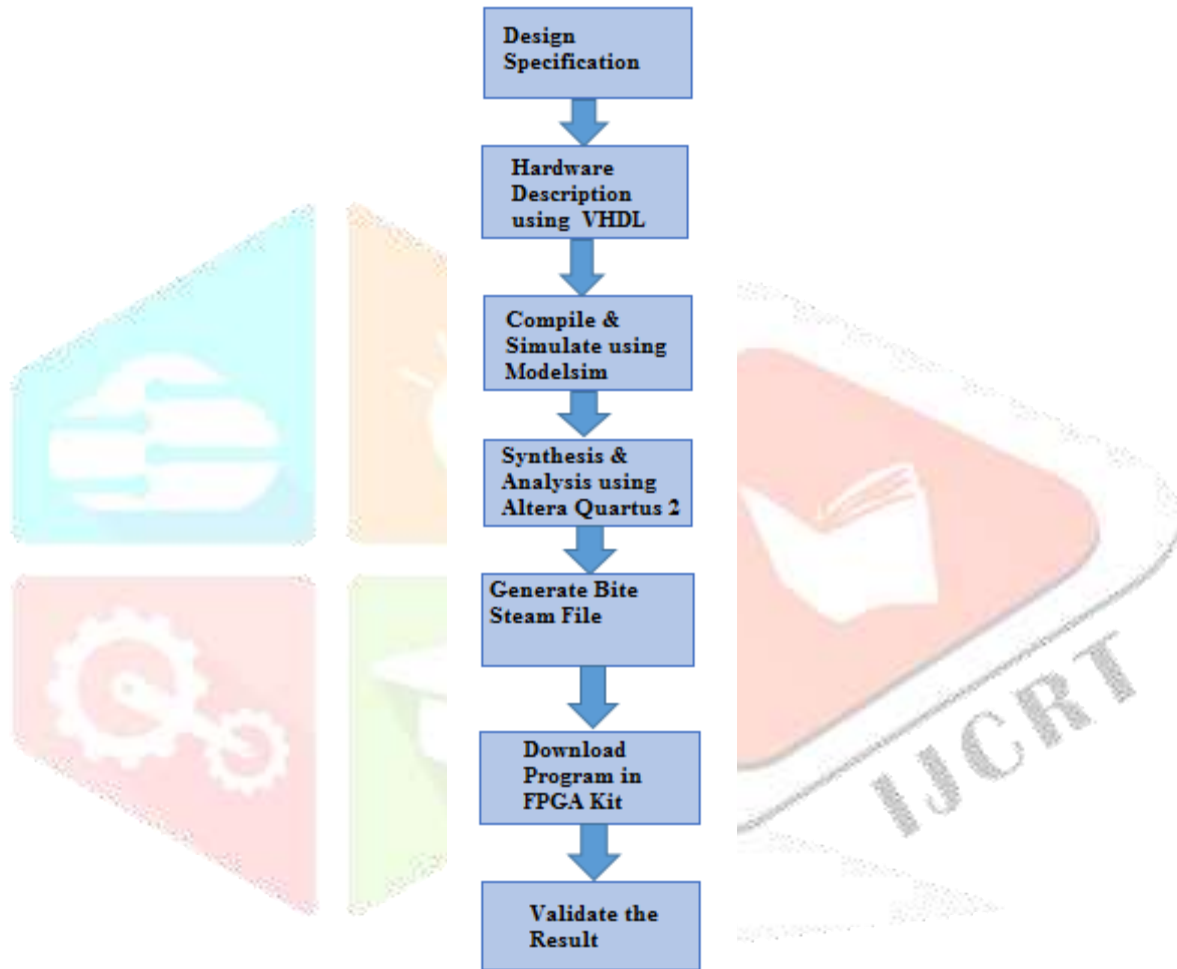 Design
Specification
Hardware
Description
using VHDL
Compile &
Simulate using
Modelsim
Synthesis &
Analysis using
Altera Quartus 2
Generate Bite
Steam File
Download
Program in
FPGA Kit
Validate the
Result
IJCRT